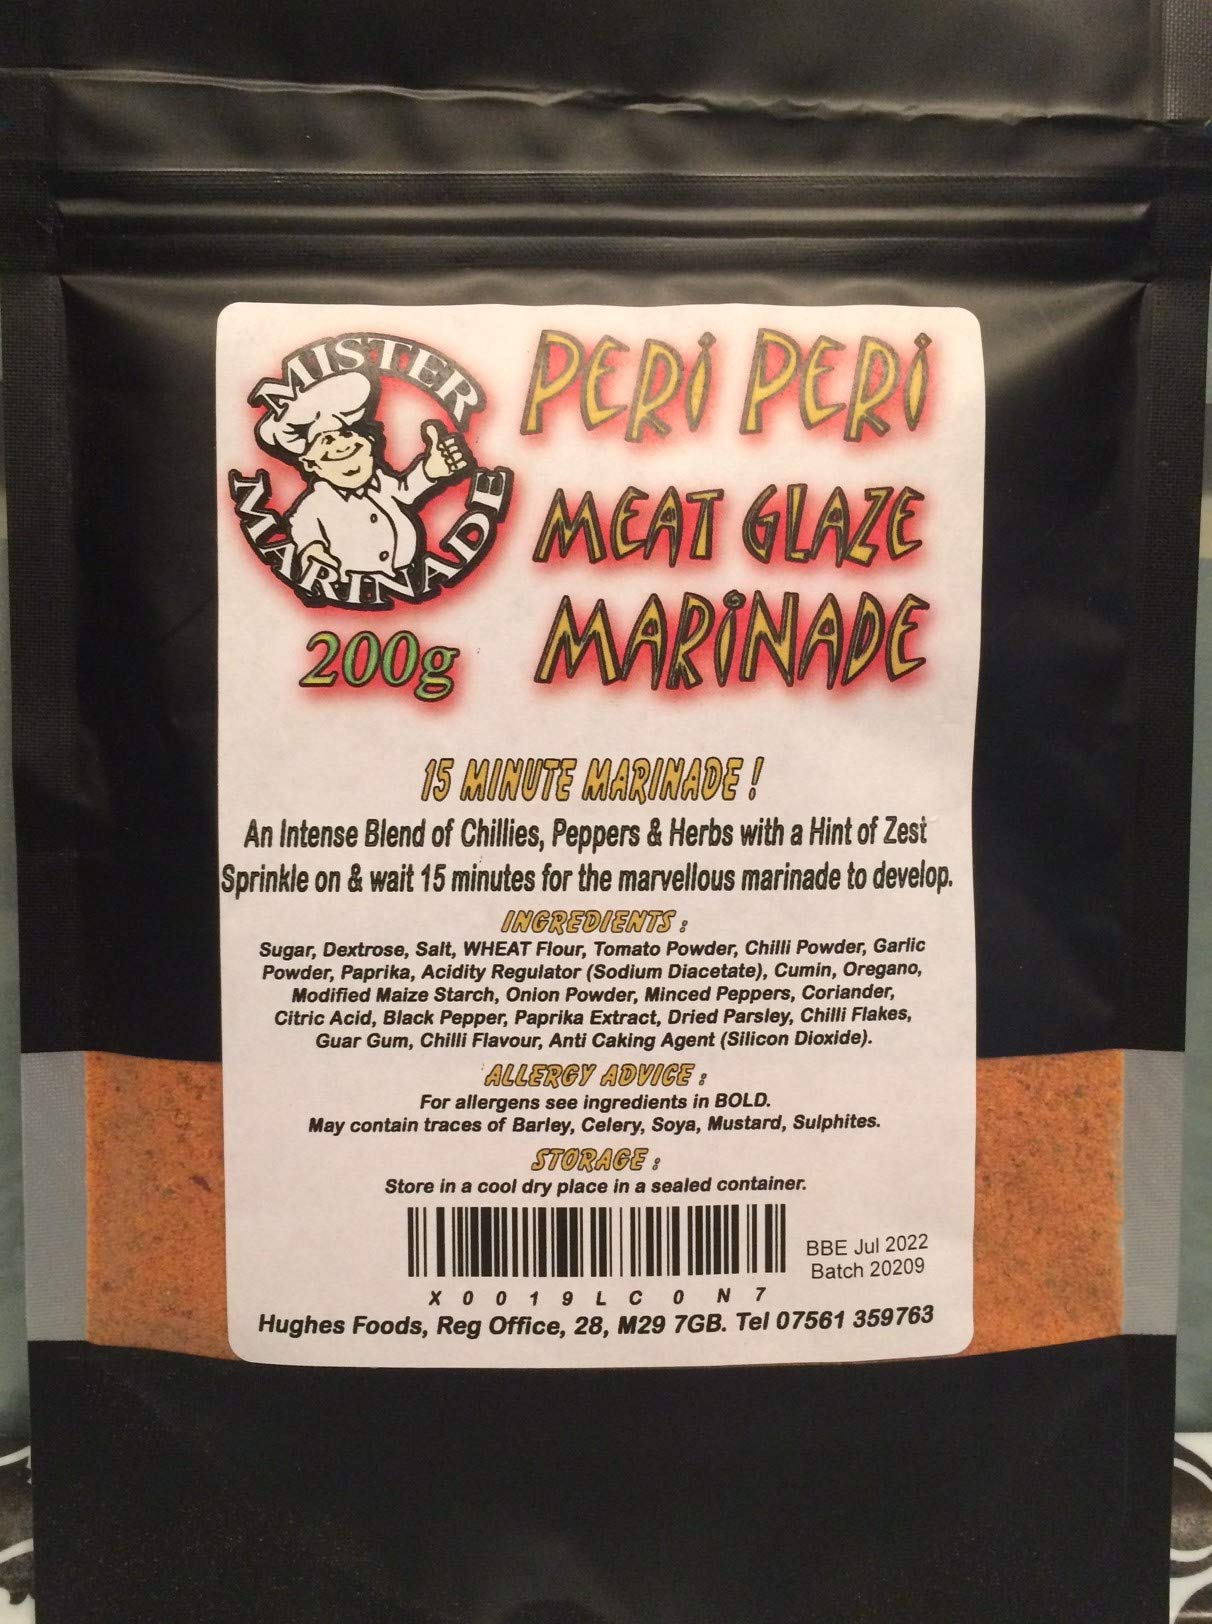 MISTER
MARINADE
200g
PERi PERi
MEAT GLAZE
MARiNADE
15 MINUTE MARINADE !
An Intense Blend of Chillies, Peppers & Herbs with a Hint of Zest
Sprinkle on & wait 15 minutes for the marvellous marinade to develop.
INGREDIENTS :
Sugar, Dextrose, Salt, WHEAT Flour, Tomato Powder, Chilli Powder, Garlic
Powder, Paprika, Acidity Regulator (Sodium Diacetate), Cumin, Oregano,
Modified Maize Starch, Onion Powder, Minced Peppers, Coriander,
Citric Acid, Black Pepper, Paprika Extract, Dried Parsley, Chilli Flakes,
Guar Gum, Chilli Flavour, Anti Caking Agent (Silicon Dioxide).
ALLERGY ADVICE :
For allergens see ingredients in BOLD.
May contain traces of Barley, Celery, Soya, Mustard, Sulphites.
STORAGE :
Store in a cool dry place in a sealed container.
BBE Jul 2022
Batch 20209
X 0 0 1 9 L C 0 N 7
Hughes Foods, Reg Office, 28, M29 7GB. Tel 07561 359763